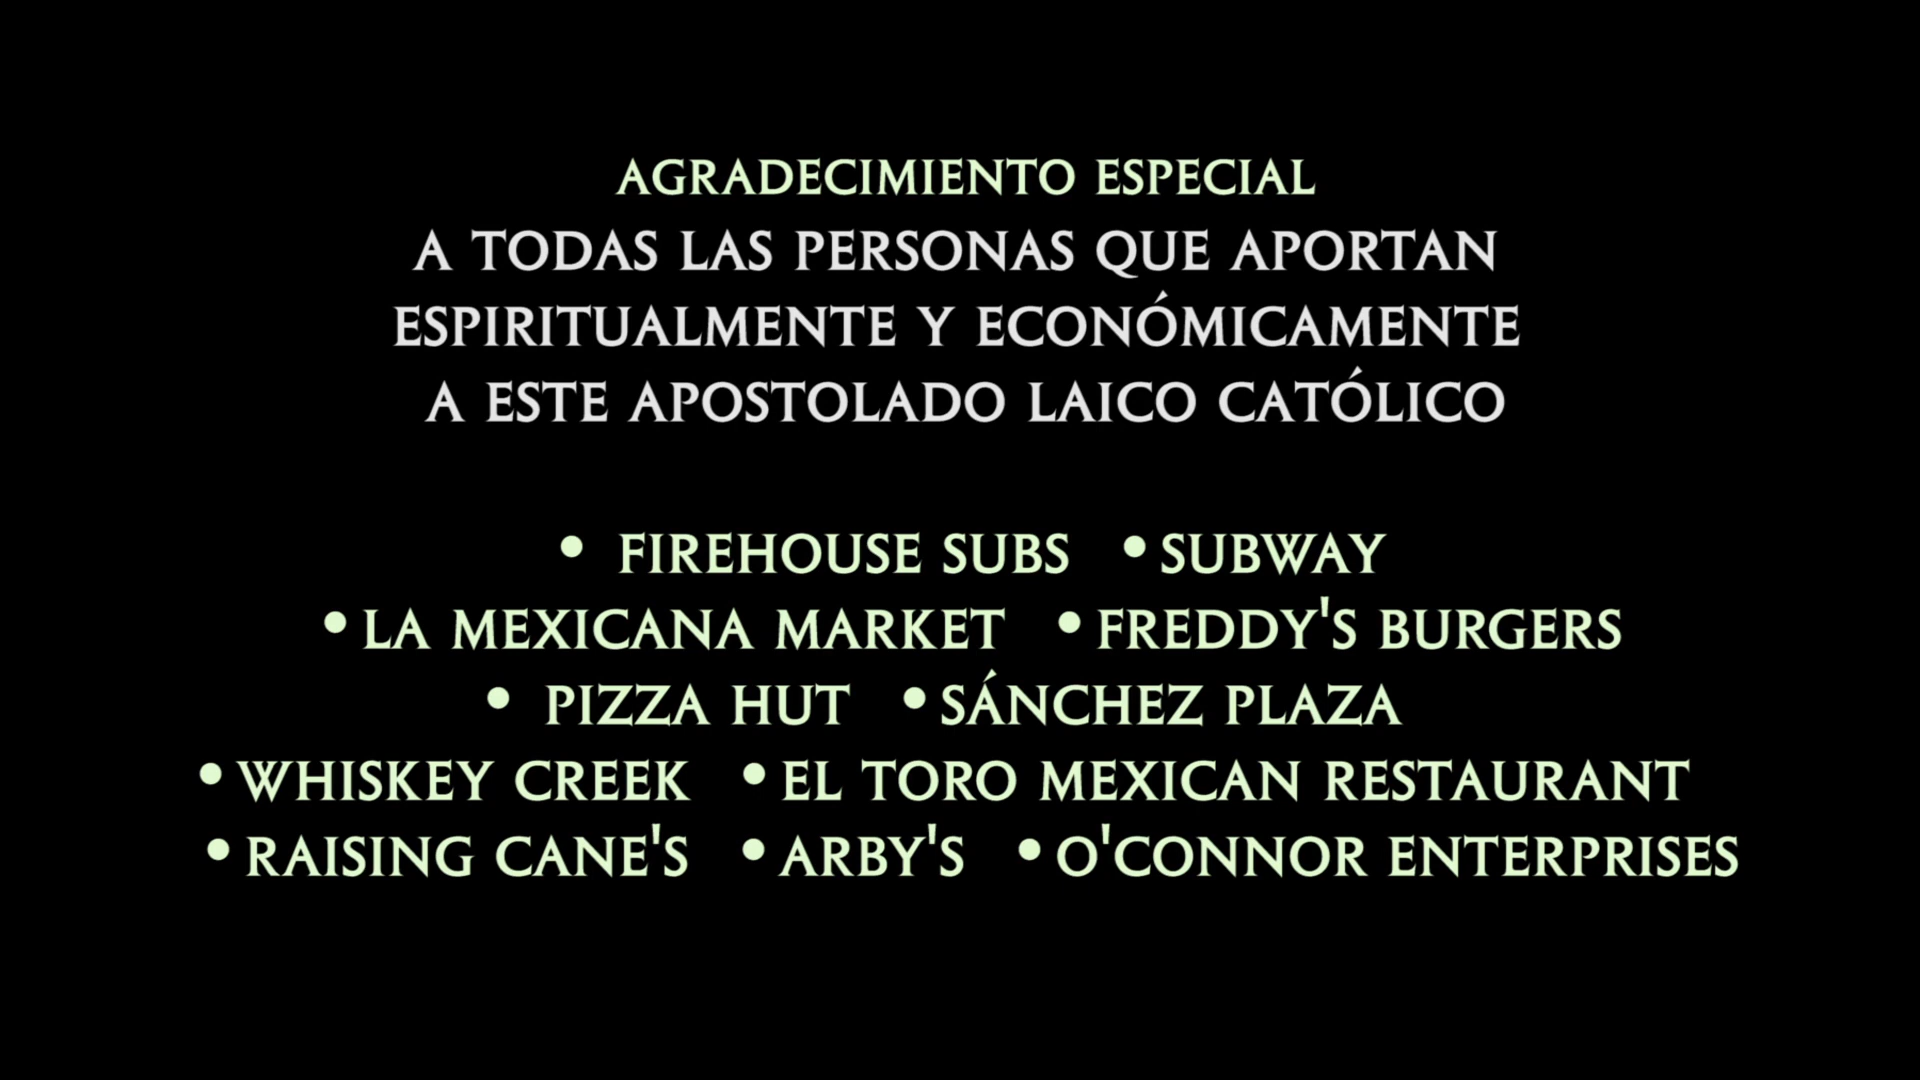 AGRADECIMIENTO ESPECIAL
A TODAS LAS PERSONAS QUE APORTAN
ESPIRITUALMENTE Y ECONÓMICAMENTE
A ESTE APOSTOLADO LAICO CATÓLICO
• FIREHOUSE SUBS •SUBWAY
•LA MEXICANA MARKET •FREDDY'S BURGERS
• PIZZA HUT •SÁNCHEZ PLAZA
•WHISKEY CREEK •EL TORO MEXICAN RESTAURANT
•RAISING CANE'S •ARBY'S •O'CONNOR ENTERPRISES